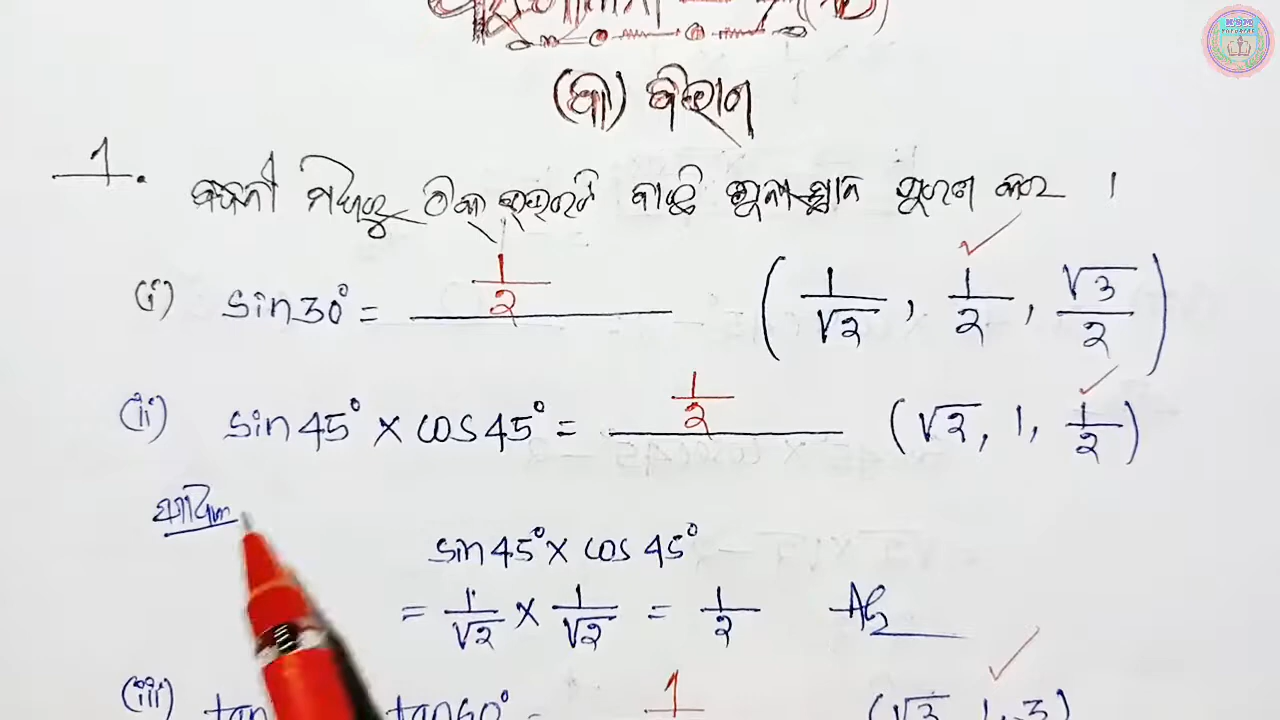 (କ) ବିଭାଗ
1. ବନ୍ଧନୀ ମଧ୍ୟରୁ ଠିକ୍ ଉତ୍ତରଟି ବାଛି ଶୂନ୍ୟସ୍ଥାନ ପୂରଣ କର ।
(i) sin30° = 1/2 (1/√2, 1/2, √3/2)
(ii) sin45° × cos45° = 1/2 (√2, 1, 1/2)
sin45° × cos45°
= 1/√2 × 1/√2 = 1/2
(iii) tan tan60° = 1 (√3, 1, 3)